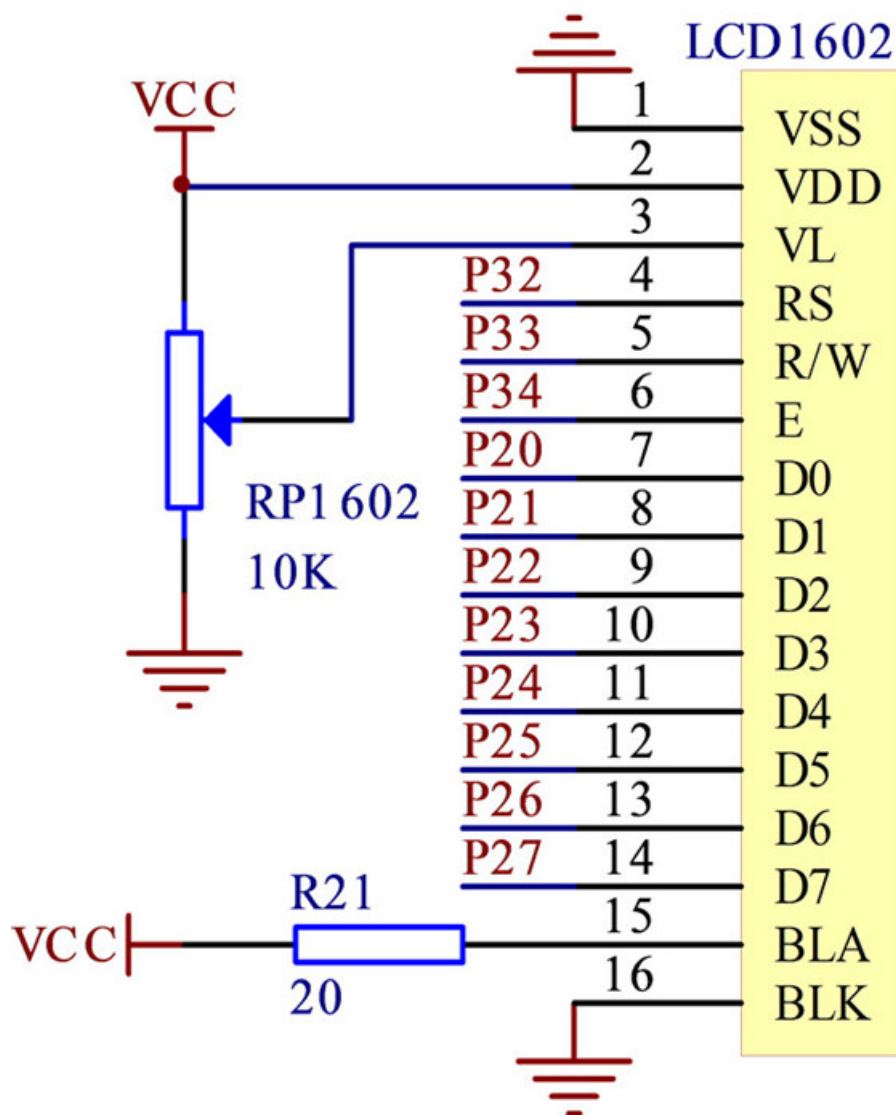 LCD1602
VCC
1 VSS
2 VDD
3 VL
P32 4 RS
P33 5 R/W
P34 6 E
P20 7 D0
RP1602
P21 8 D1
10K
P22 9 D2
P23 10 D3
P24 11 D4
P25 12 D5
P26 13 D6
P27 14 D7
R21
VCC
20
15 BLA
16 BLK